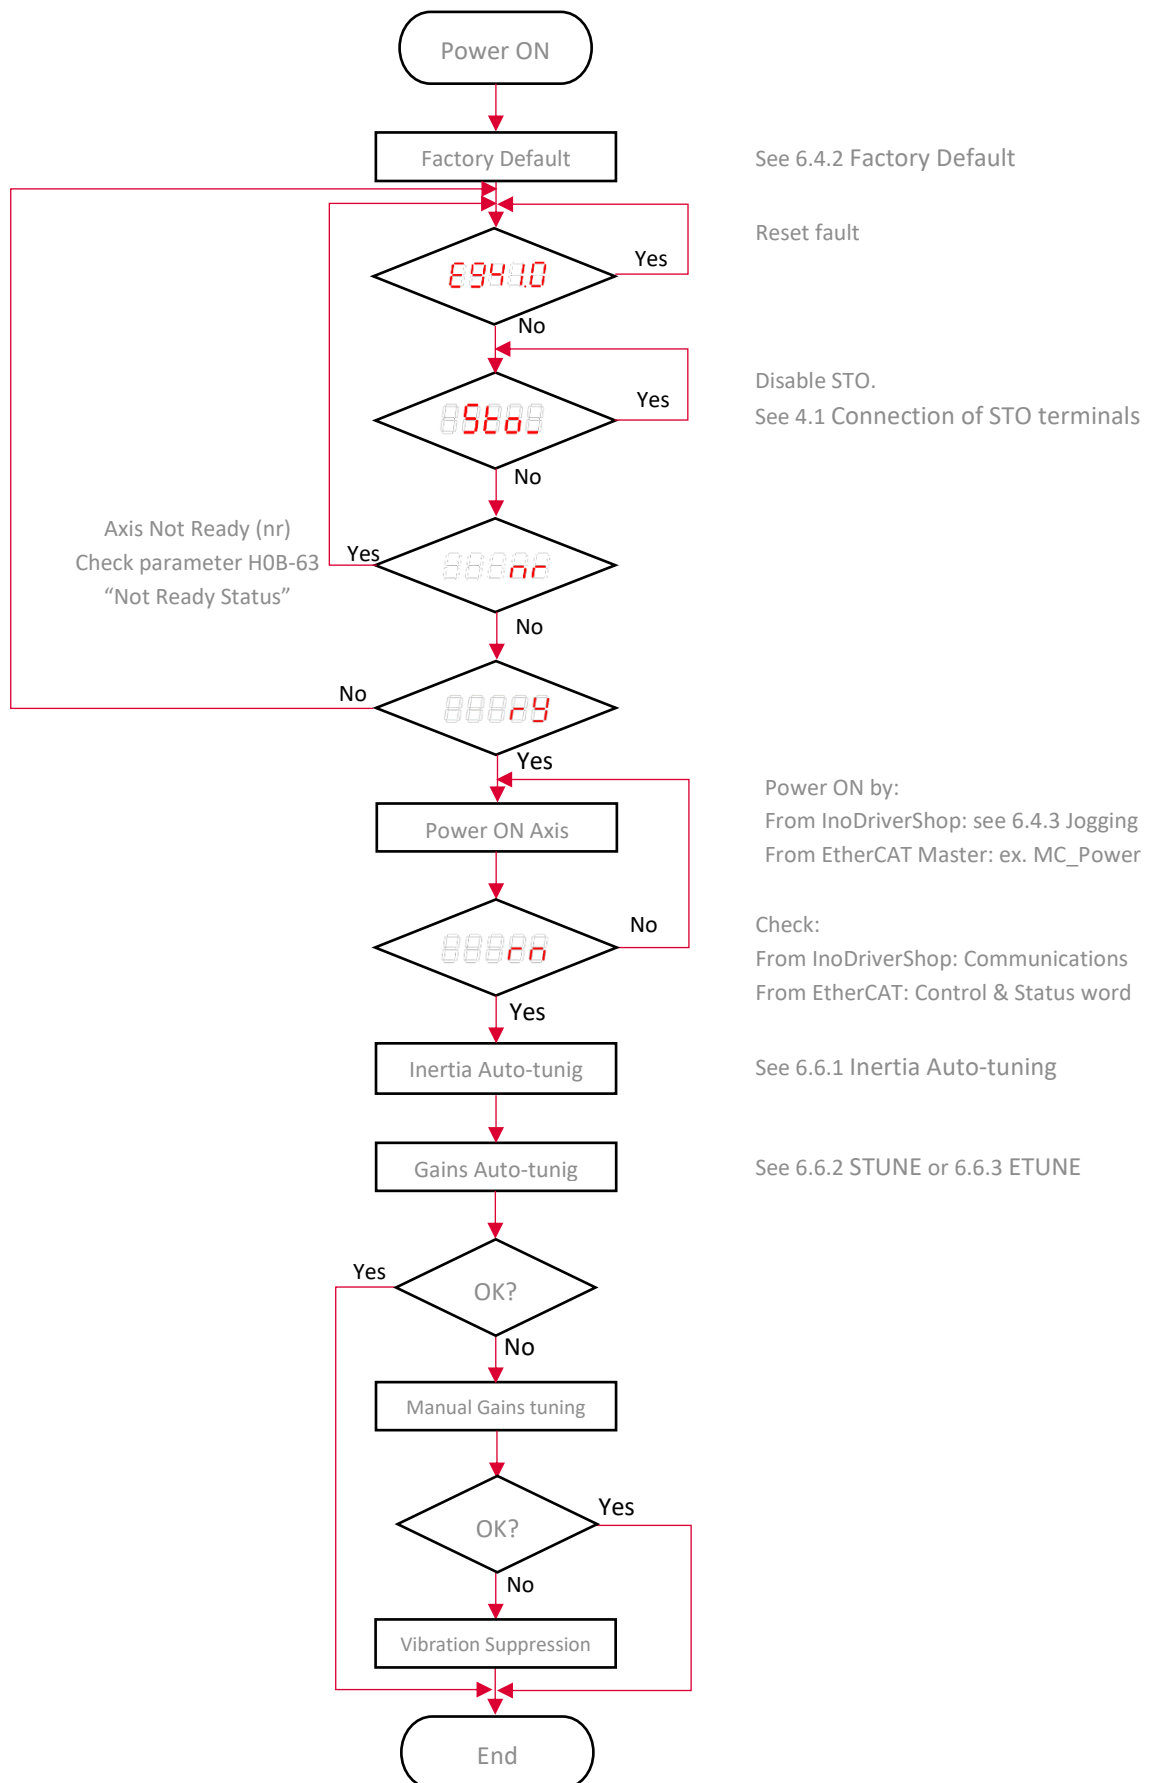 Power ON
Factory Default
See 6.4.2 Factory Default
Reset fault
Yes
E941.0
No
Disable STO.
Yes
See 4.1 Connection of STO terminals
Sto_
No
Axis Not Ready (nr)
Yes
Check parameter H0B-63
nr
“Not Ready Status”
No
No
rY
Yes
Power ON by:
Power ON Axis
From InoDriverShop: see 6.4.3 Jogging
From EtherCAT Master: ex. MC_Power
No
Check:
rn
From InoDriverShop: Communications
From EtherCAT: Control & Status word
Yes
Inertia Auto-tunig
See 6.6.1 Inertia Auto-tuning
Gains Auto-tunig
See 6.6.2 STUNE or 6.6.3 ETUNE
Yes
OK?
No
Manual Gains tuning
Yes
OK?
No
Vibration Suppression
End